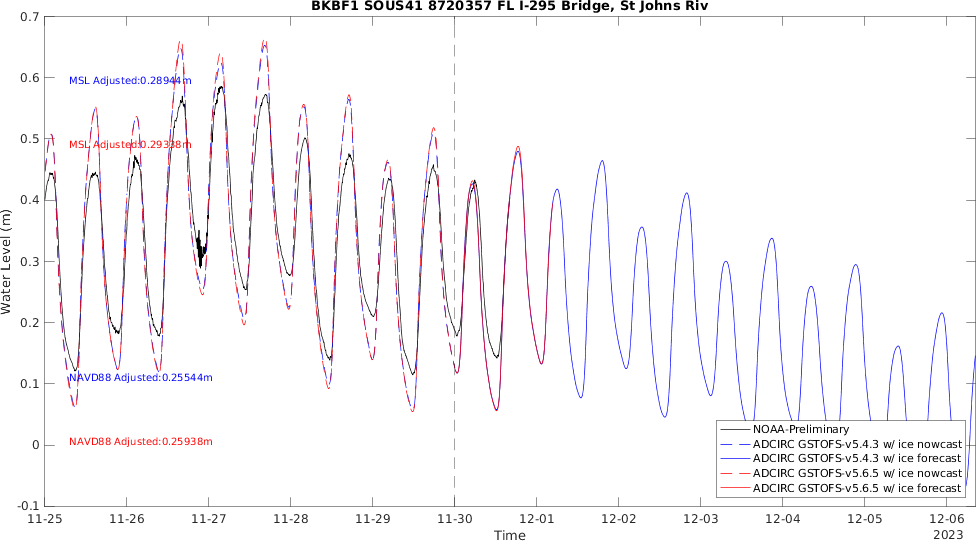 BKBF1 SOUS41 8720357 FL I-295 Bridge, St Johns Riv
0.7
0.6
0.5
0.4
0.3
0.2
0.1
0
-0.1
Water Level (m)
MSL Adjusted:0.28944m
MSL Adjusted:0.29338m
NAVD88 Adjusted:0.25544m
NAVD88 Adjusted:0.25938m
NOAA-Preliminary
ADCIRC GSTOFS-v5.4.3 w/ ice nowcast
ADCIRC GSTOFS-v5.4.3 w/ ice forecast
ADCIRC GSTOFS-v5.6.5 w/ ice nowcast
ADCIRC GSTOFS-v5.6.5 w/ ice forecast
11-25 11-26 11-27 11-28 11-29 11-30 12-01 12-02 12-03 12-04 12-05 12-06
2023
Time